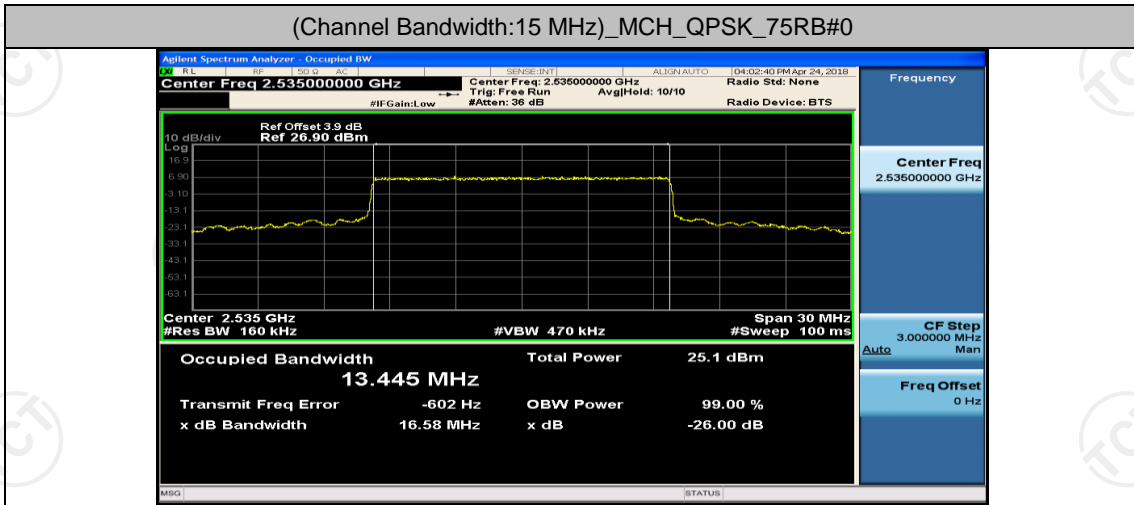 (Channel Bandwidth:15 MHz)_MCH_QPSK_75RB#0
Agilent Spectrum Analyzer - Occupied BW
LXI RL RF 50 Ω AC SENSE:INT ALIGN AUTO 04:02:40 PM Apr 24, 2018
Center Freq 2.535000000 GHz
Center Freq: 2.535000000 GHz
Radio Std: None
Trig: Free Run Avg|Hold: 10/10
#IFGain:Low #Atten: 36 dB Radio Device: BTS
Frequency
Ref Offset 3.9 dB
10 dB/div Ref 26.90 dBm
Log
16.9
6.90
-3.10
-13.1
-23.1
-33.1
-43.1
-53.1
-63.1
Center 2.535 GHz Span 30 MHz
#Res BW 160 kHz #VBW 470 kHz #Sweep 100 ms
Center Freq
2.535000000 GHz
CF Step
3.000000 MHz
Auto Man
Freq Offset
0 Hz
Occupied Bandwidth Total Power 25.1 dBm
13.445 MHz
Transmit Freq Error -602 Hz OBW Power 99.00 %
x dB Bandwidth 16.58 MHz x dB -26.00 dB
MSG STATUS